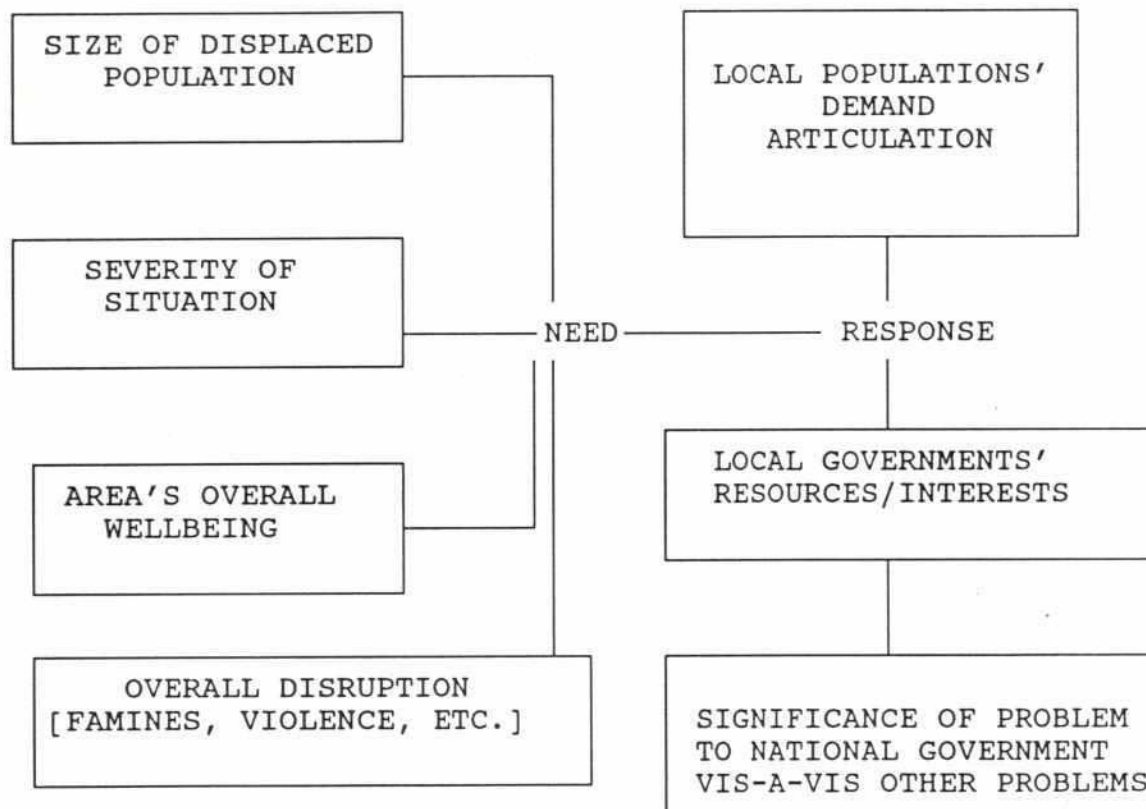 SIZE OF DISPLACED
POPULATION
LOCAL POPULATIONS'
DEMAND
ARTICULATION
SEVERITY OF
SITUATION
NEED
RESPONSE
AREA'S OVERALL
WELLBEING
LOCAL GOVERNMENTS'
RESOURCES/INTERESTS
OVERALL DISRUPTION
[FAMINES, VIOLENCE, ETC.]
SIGNIFICANCE OF PROBLEM
TO NATIONAL GOVERNMENT
VIS-A-VIS OTHER PROBLEMS